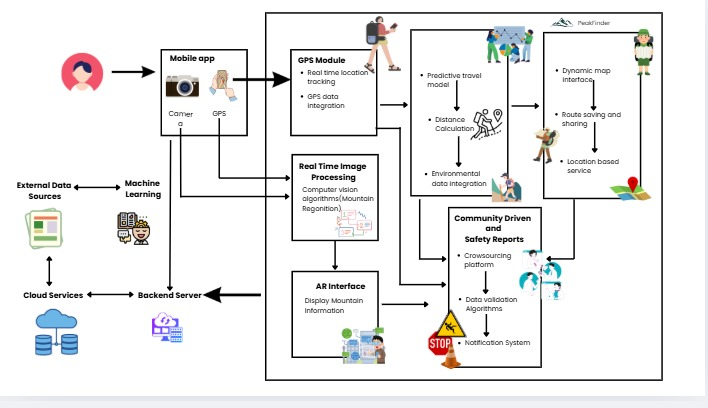 PeakFinder
Mobile app
Camer
a
GPS
GPS Module
• Real time location
tracking
• GPS data
integration
• Predictive travel
model
• Distance
Calculation
• Environmental
data integration
• Dynamic map
interface
• Route saving and
sharing
• Location based
service
Real Time Image
Processing
Computer vision
algorithms(Mountain
Regonition)
External Data
Sources
Machine
Learning
Cloud Services
Backend Server
AR Interface
Display Mountain
Information
Community Driven
and
Safety Reports
• Crowsourcing
platform
• Data validation
Algorithms
• Notification System
STOP